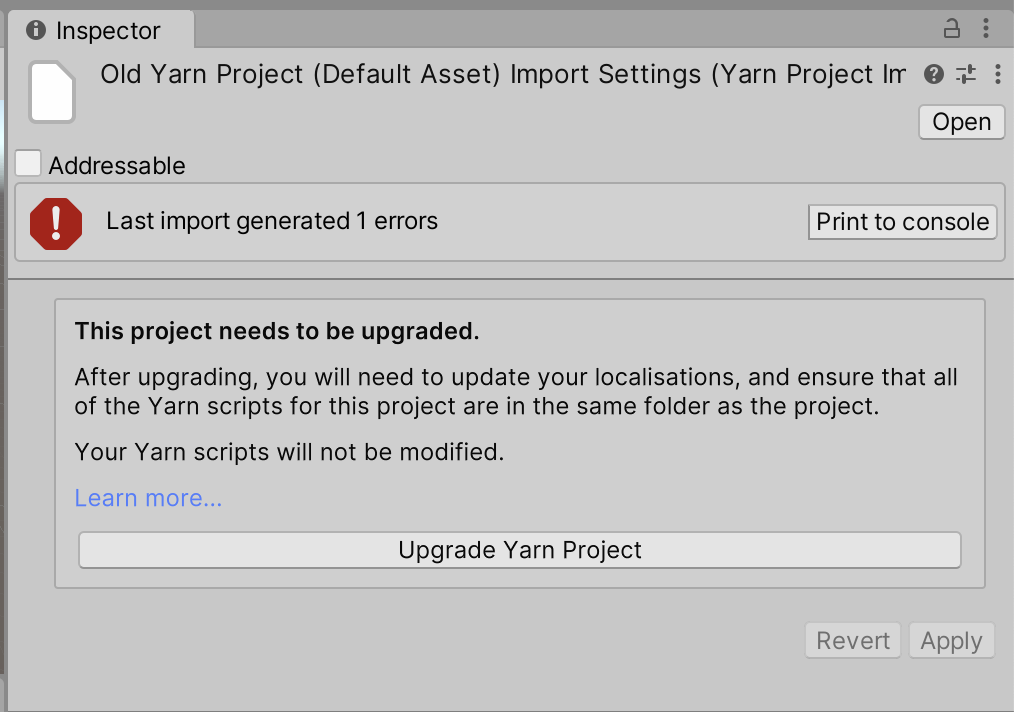 Inspector
Old Yarn Project (Default Asset) Import Settings (Yarn Project Im
Open
Addressable
Last import generated 1 errors
Print to console
This project needs to be upgraded.
After upgrading, you will need to update your localisations, and ensure that all
of the Yarn scripts for this project are in the same folder as the project.
Your Yarn scripts will not be modified.
Learn more...
Upgrade Yarn Project
Revert
Apply